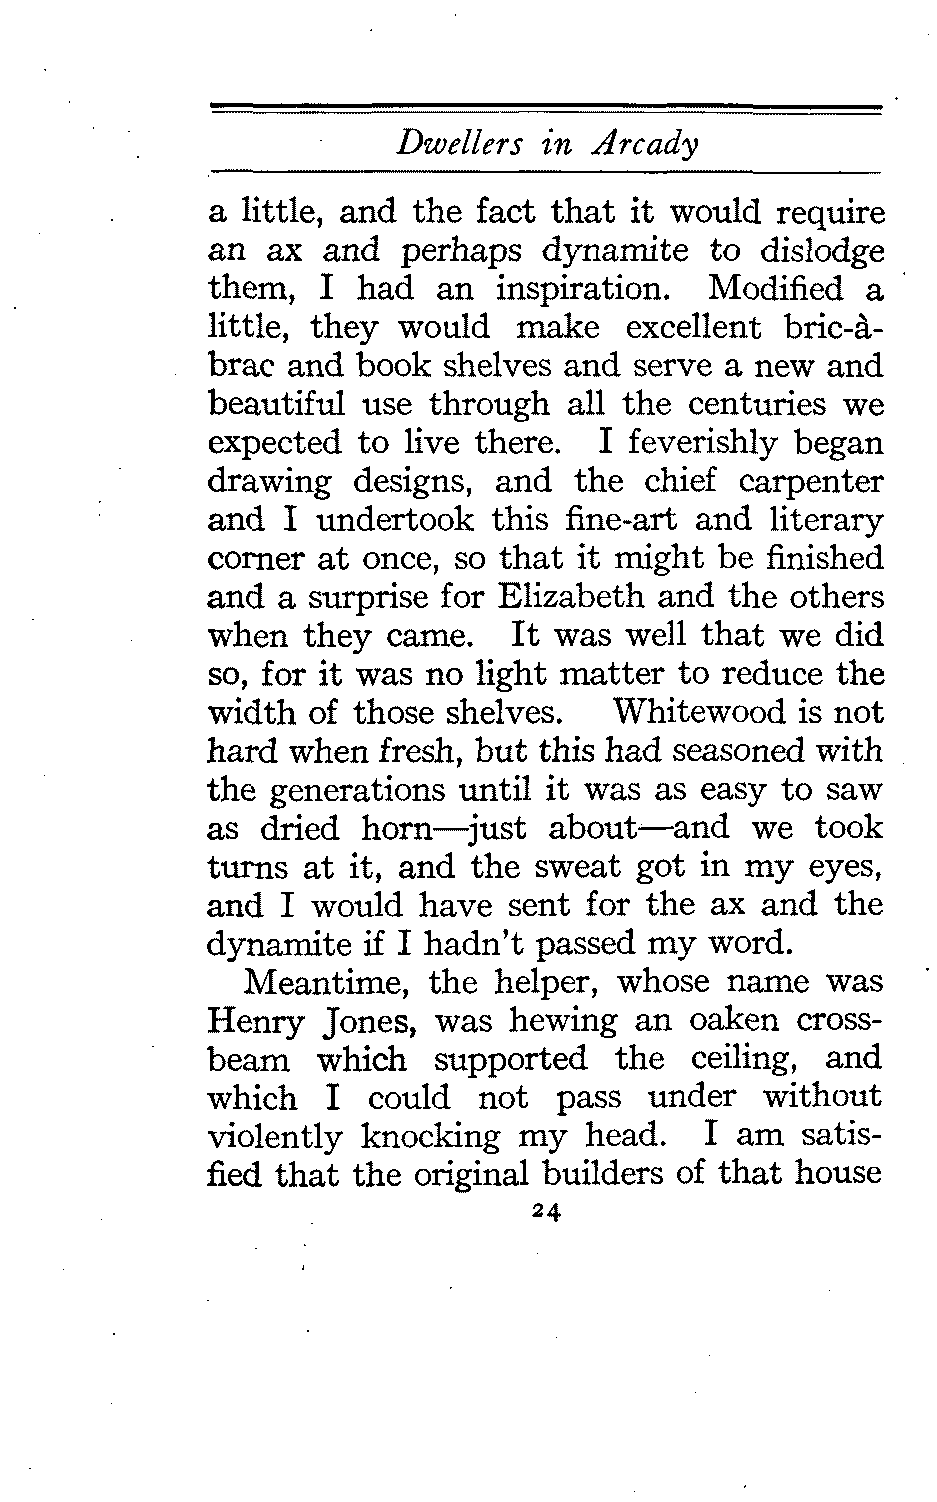 Dwellers in Arcady
a little, and the fact that it would require
an ax and perhaps dynamite to dislodge
them, I had an inspiration. Modified a
little, they would make excellent bric-à-
brac and book shelves and serve a new and
beautiful use through all the centuries we
expected to live there. I feverishly began
drawing designs, and the chief carpenter
and I undertook this fine-art and literary
corner at once, so that it might be finished
and a surprise for Elizabeth and the others
when they came. It was well that we did
so, for it was no light matter to reduce the
width of those shelves. Whitewood is not
hard when fresh, but this had seasoned with
the generations until it was as easy to saw
as dried horn—just about—and we took
turns at it, and the sweat got in my eyes,
and I would have sent for the ax and the
dynamite if I hadn't passed my word.
Meantime, the helper, whose name was
Henry Jones, was hewing an oaken cross-
beam which supported the ceiling, and
which I could not pass under without
violently knocking my head. I am satis-
fied that the original builders of that house
24